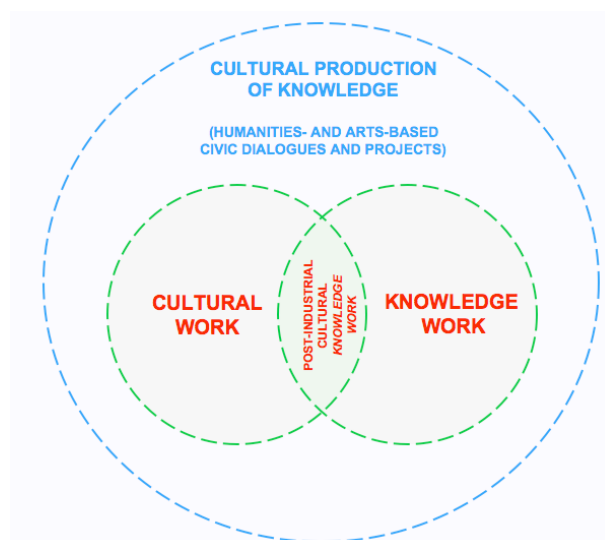 CULTURAL PRODUCTION
OF KNOWLEDGE
(HUMANITIES- AND ARTS-BASED
CIVIC DIALOGUES AND PROJECTS)
CULTURAL
WORK
POST-INDUSTRIAL
CULTURAL
KNOWLEDGE
WORK
KNOWLEDGE
WORK